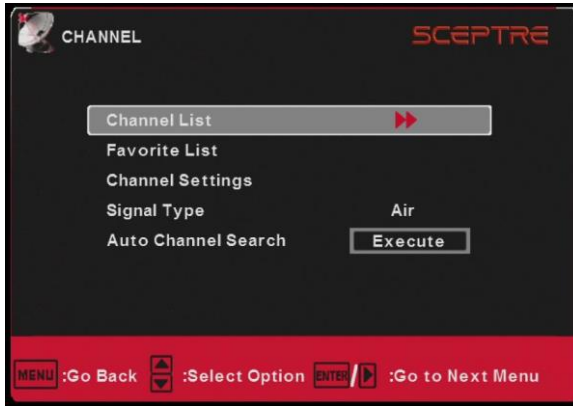 CHANNEL
SCEPTRE
Channel List
Favorite List
Channel Settings
Signal Type Air
Auto Channel Search Execute
MENU :Go Back :Select Option ENTER/ :Go to Next Menu